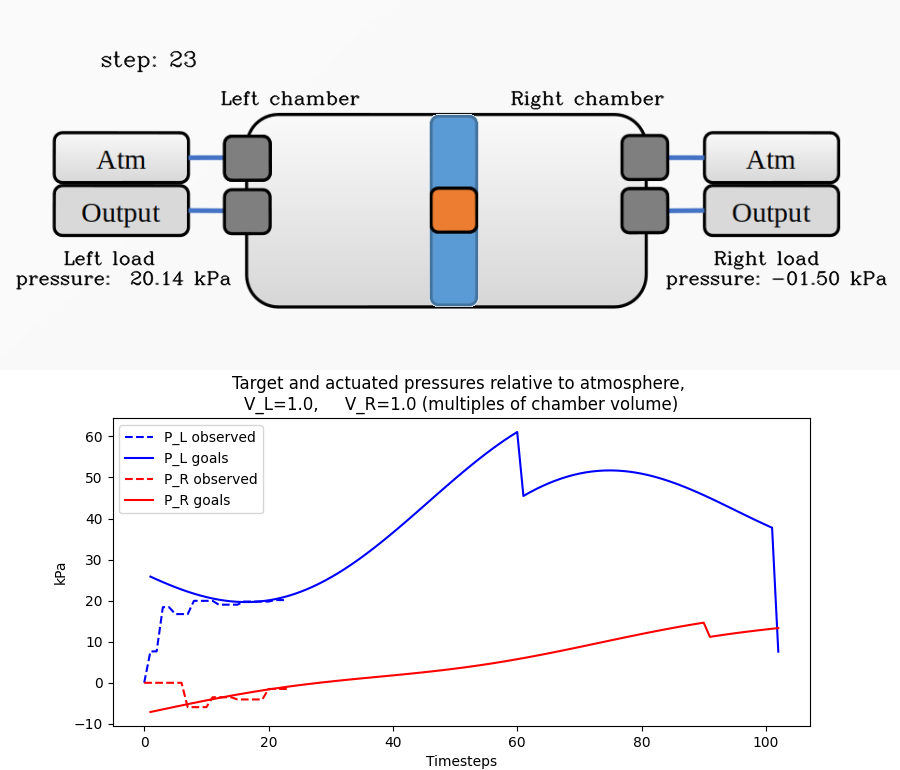 step: 23
Left chamber
Right chamber
Atm
Atm
Output
Output
Left load
pressure:  20.14 kPa
Right load
pressure: -01.50 kPa
Target and actuated pressures relative to atmosphere,
V_L=1.0,     V_R=1.0 (multiples of chamber volume)
P_L observed
P_L goals
P_R observed
P_R goals
60
50
40
30
20
10
0
−10
kPa
0
20
40
60
80
100
Timesteps